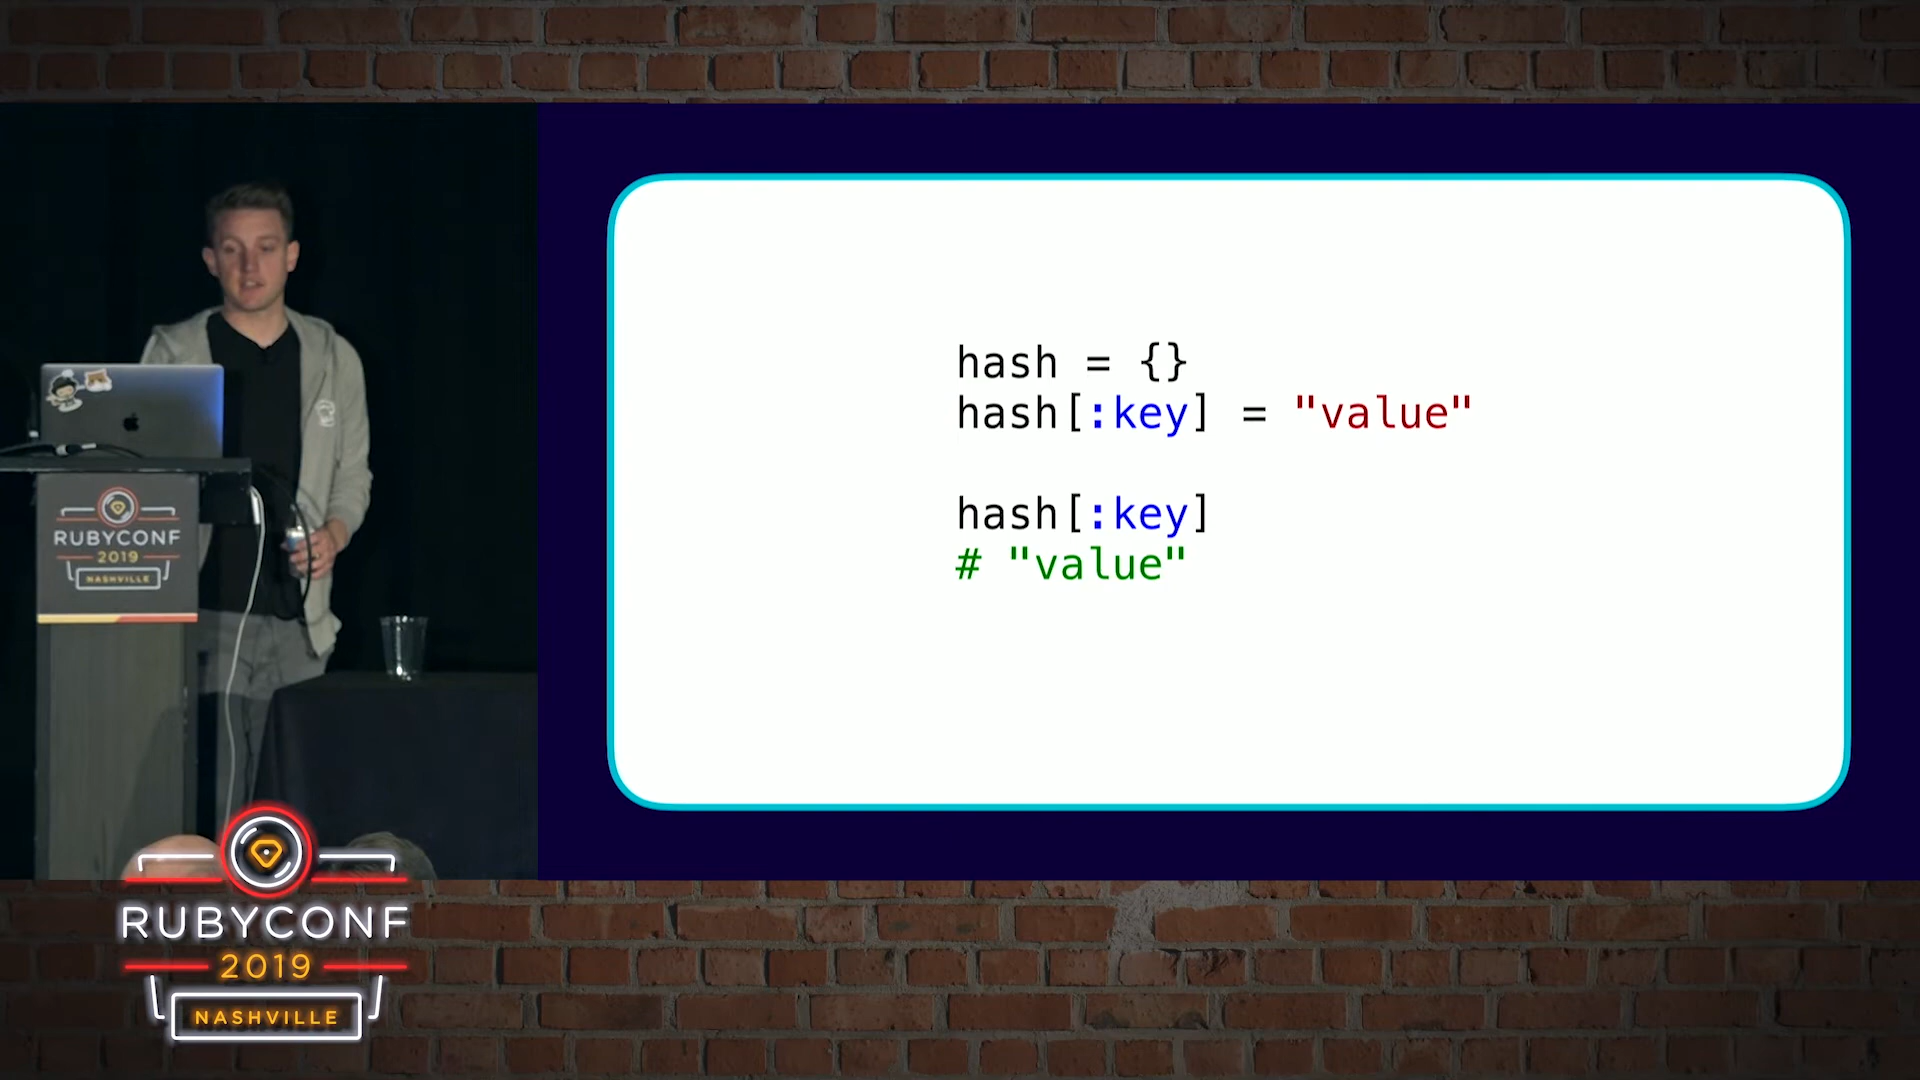 hash = {}
hash[:key] = "value"
hash[:key]
# "value"
RUBYCONF
2019
NASHVILLE
RUBYCONF
2019
NASHVILLE